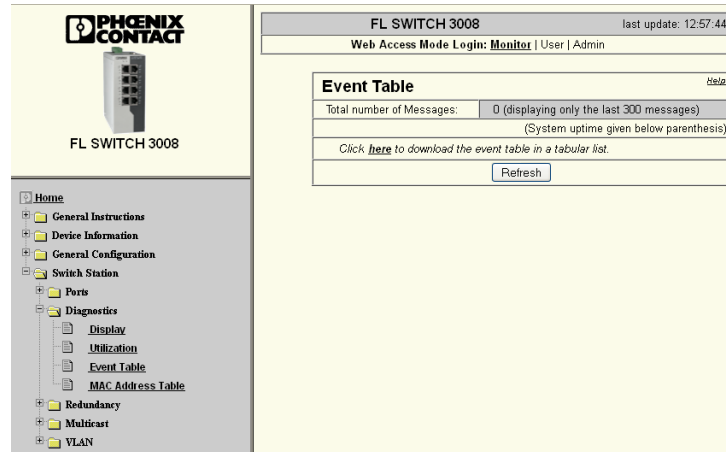 PHŒNIX
CONTACT
FL SWITCH 3008
Home
General Instructions
Device Information
General Configuration
Switch Station
Ports
Diagnostics
Display
Utilization
Event Table
MAC Address Table
Redundancy
Multicast
VLAN
FL SWITCH 3008 last update: 12:57:44
Web Access Mode Login: Monitor | User | Admin
Event Table Help
Total number of Messages: 0 (displaying only the last 300 messages)
(System uptime given below parenthesis)
Click here to download the event table in a tabular list.
Refresh